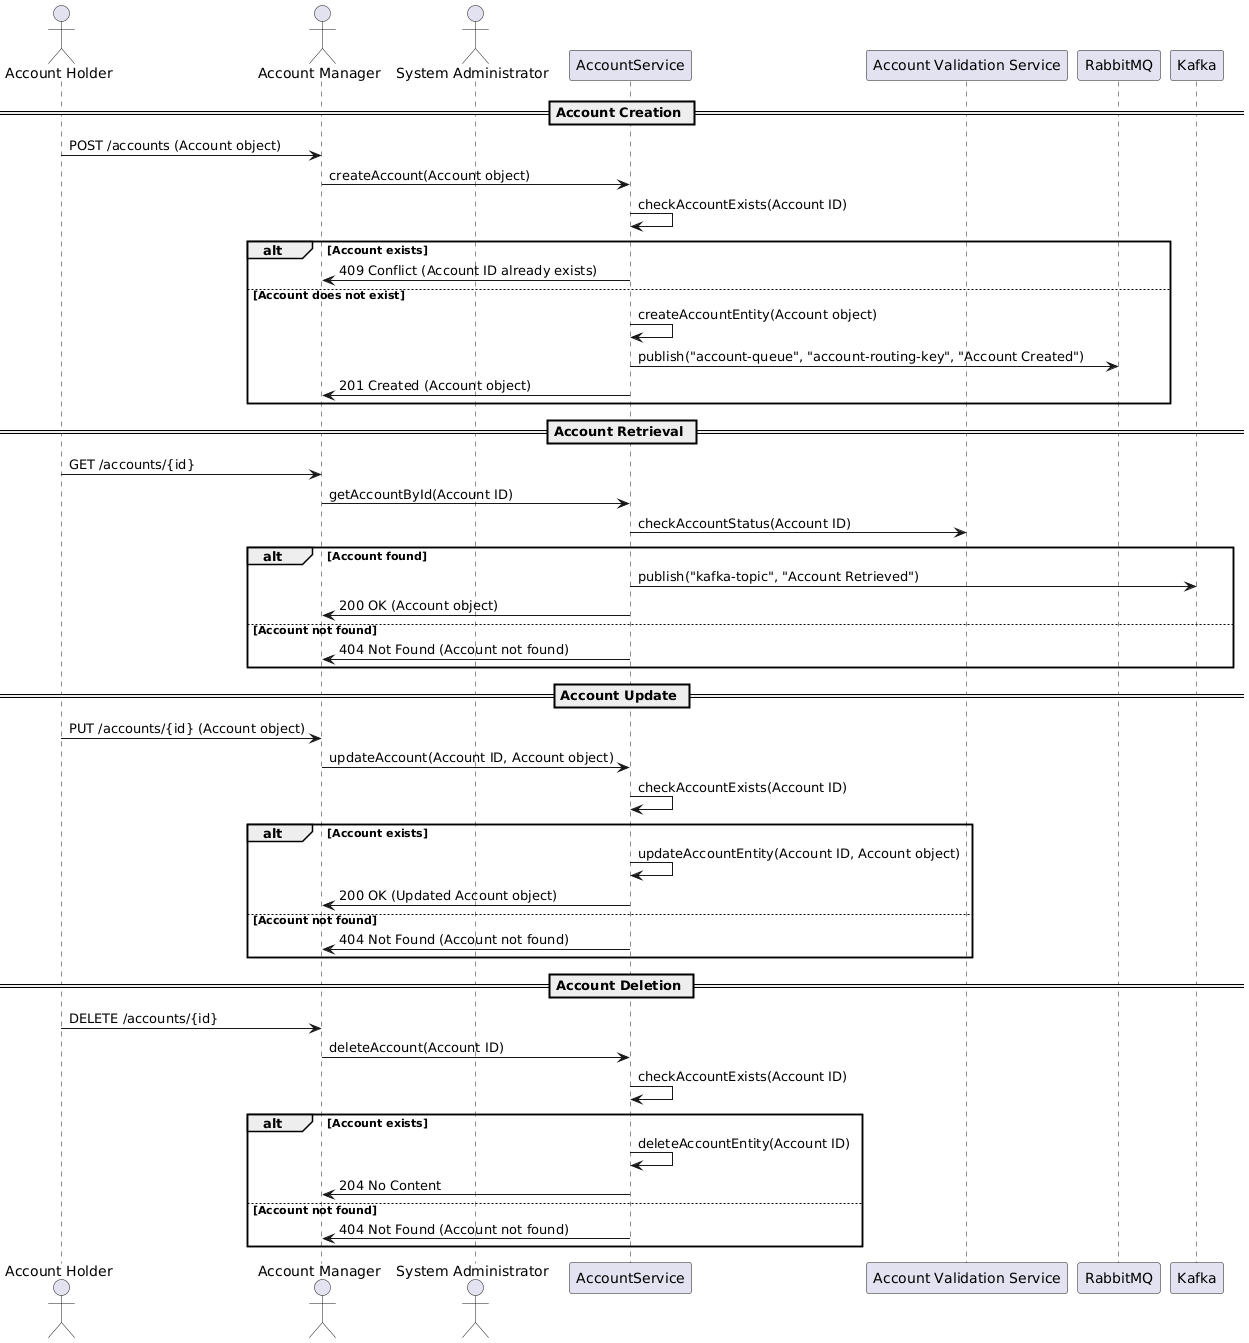 Account Holder
Account Manager
System Administrator
AccountService
Account Validation Service
RabbitMQ
Kafka
Account Creation
POST /accounts (Account object)
createAccount(Account object)
checkAccountExists(Account ID)
alt
[Account exists]
409 Conflict (Account ID already exists)
[Account does not exist]
createAccountEntity(Account object)
publish("account-queue", "account-routing-key", "Account Created")
201 Created (Account object)
Account Retrieval
GET /accounts/{id}
getAccountById(Account ID)
checkAccountStatus(Account ID)
alt
[Account found]
publish("kafka-topic", "Account Retrieved")
200 OK (Account object)
[Account not found]
404 Not Found (Account not found)
Account Update
PUT /accounts/{id} (Account object)
updateAccount(Account ID, Account object)
checkAccountExists(Account ID)
alt
[Account exists]
updateAccountEntity(Account ID, Account object)
200 OK (Updated Account object)
[Account not found]
404 Not Found (Account not found)
Account Deletion
DELETE /accounts/{id}
deleteAccount(Account ID)
checkAccountExists(Account ID)
alt
[Account exists]
deleteAccountEntity(Account ID)
204 No Content
[Account not found]
404 Not Found (Account not found)
Account Holder
Account Manager
System Administrator
AccountService
Account Validation Service
RabbitMQ
Kafka